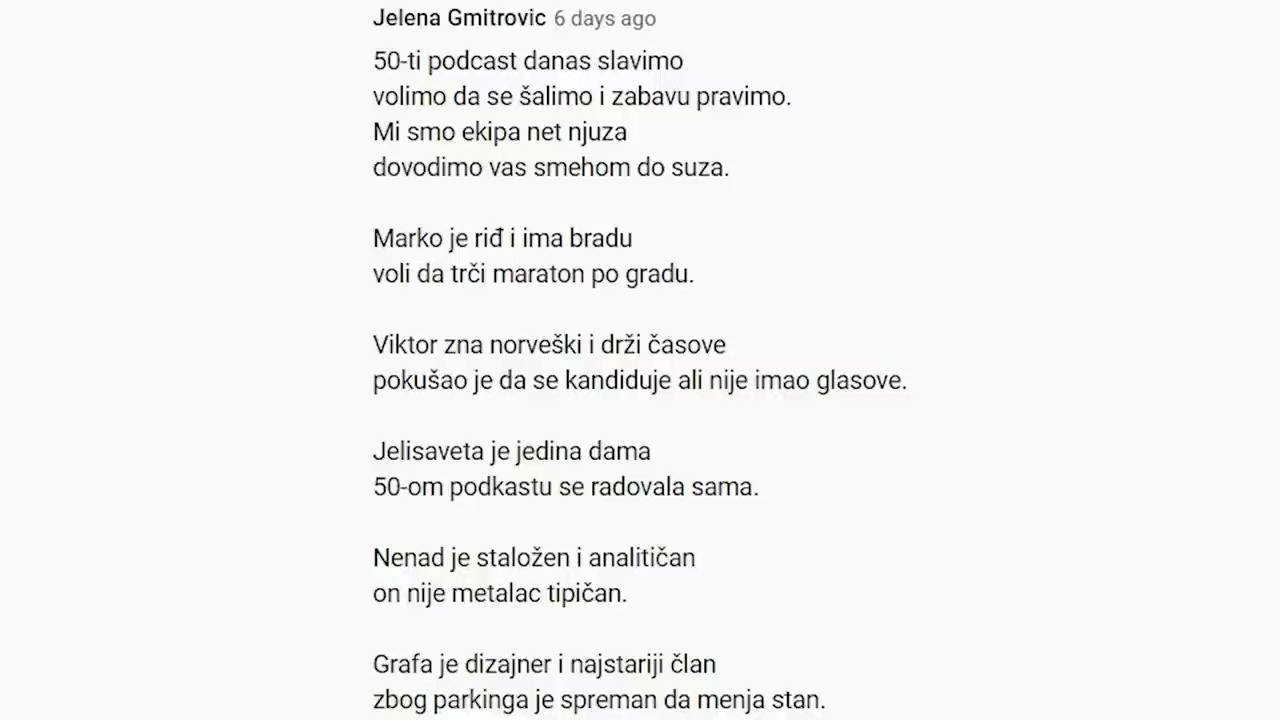 Jelena Gmitrovic 6 days ago
50-ti podcast danas slavimo
volimo da se šalimo i zabavu pravimo.
Mi smo ekipa net njuza
dovodimo vas smehom do suza.
Marko je riđ i ima bradu
voli da trči maraton po gradu.
Viktor zna norveški i drži časove
pokušao je da se kandiduje ali nije imao glasove.
Jelisaveta je jedina dama
50-om podkastu se radovala sama.
Nenad je staložen i analitičan
on nije metalac tipičan.
Grafa je dizajner i najstariji član
zbog parkinga je spreman da menja stan.